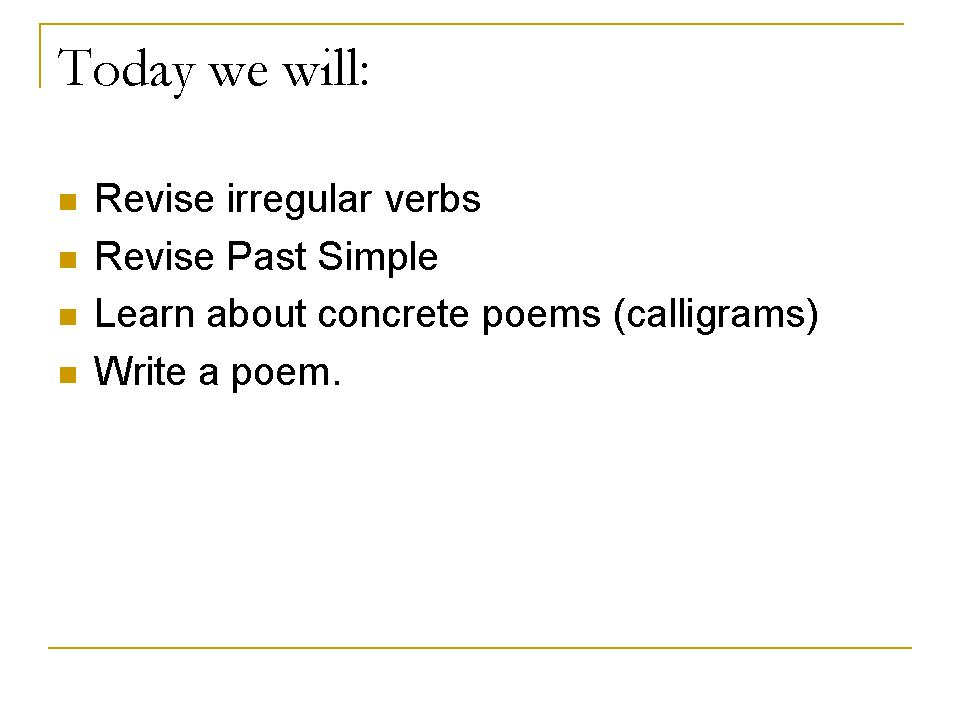 Today we will:
Revise irregular verbs
Revise Past Simple
Learn about concrete poems (calligrams)
Write a poem.